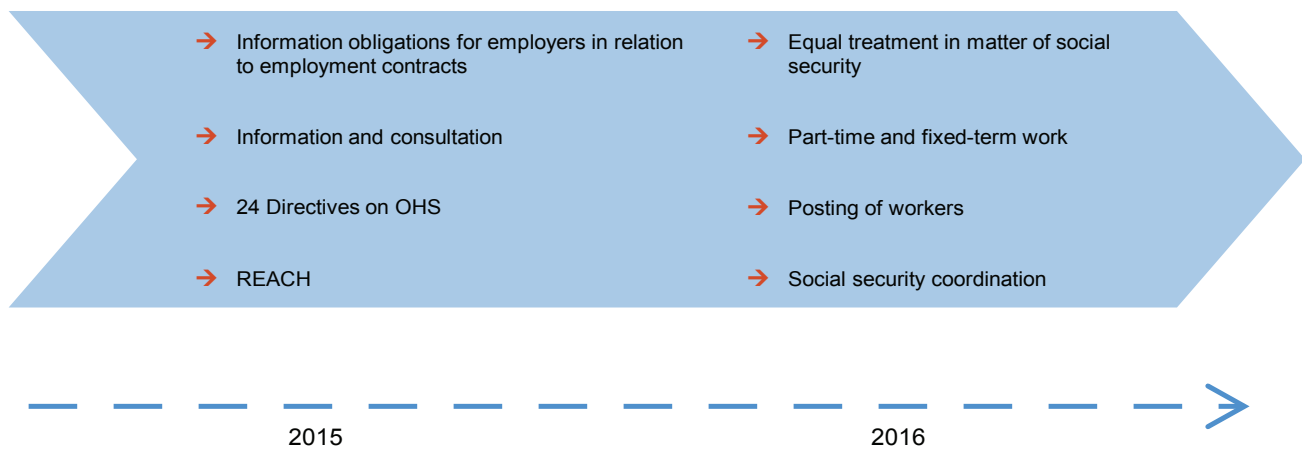 Information obligations for employers in relation
to employment contracts
Information and consultation
24 Directives on OHS
REACH
Equal treatment in matter of social
security
Part-time and fixed-term work
Posting of workers
Social security coordination
2015
2016